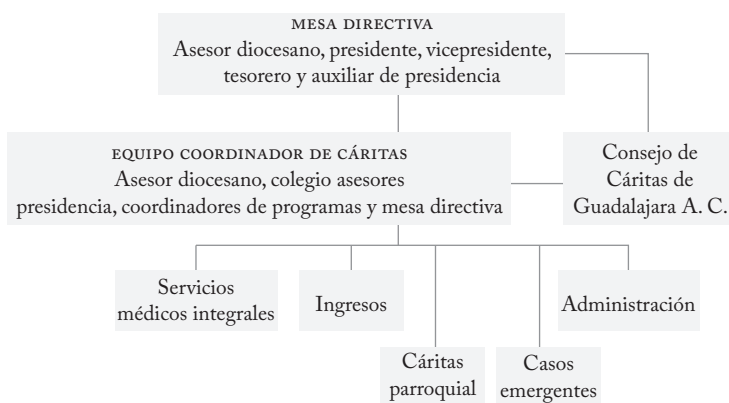 MESA DIRECTIVA
Asesor diocesano, presidente, vicepresidente,
tesorero y auxiliar de presidencia
EQUIPO COORDINADOR DE CÁRITAS
Asesor diocesano, colegio asesores
presidencia, coordinadores de programas y mesa directiva
Consejo de
Cáritas de
Guadalajara A. C.
Servicios
médicos integrales
Ingresos
Administración
Cáritas
parroquial
Casos
emergentes